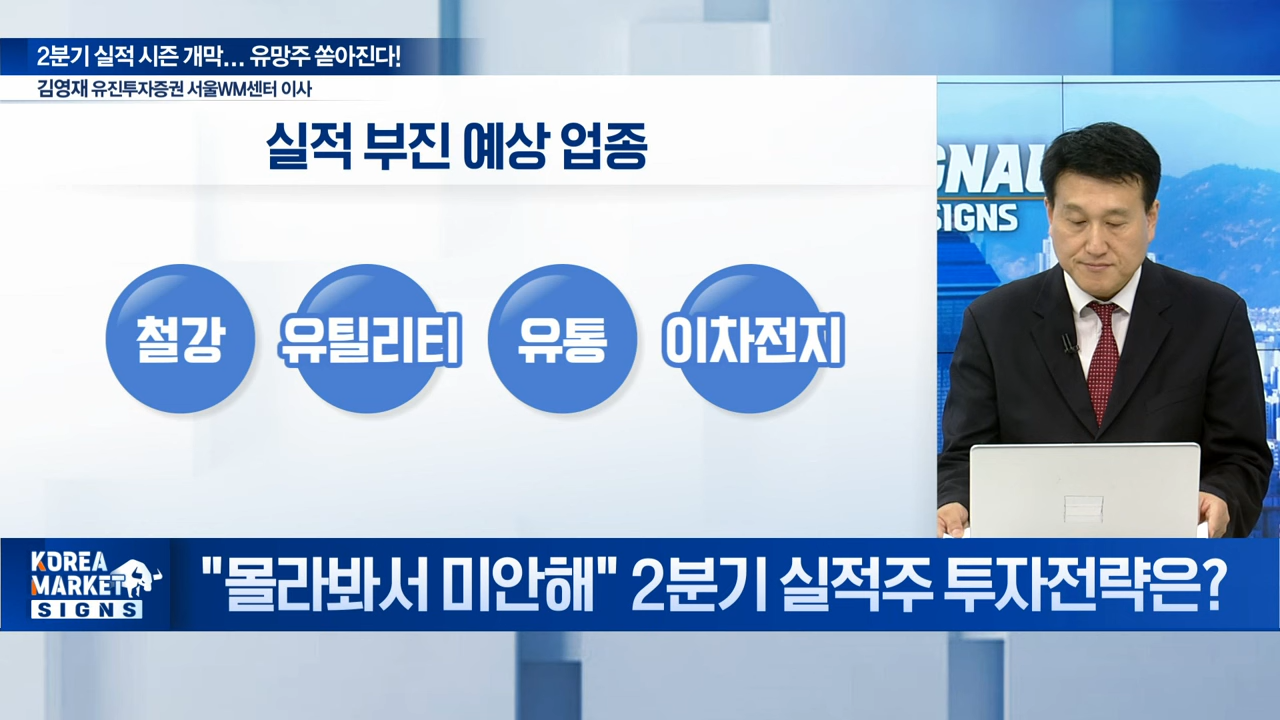 2분기 실적 시즌 개막... 유망주 쏟아진다!
김영재 유진투자증권 서울WM센터 이사
실적 부진 예상 업종
철강
유틸리티
유통
이차전지
GNAL
SIGNS
KOREA
MARKET
SIGNS
"몰라봐서 미안해" 2분기 실적주 투자전략은?